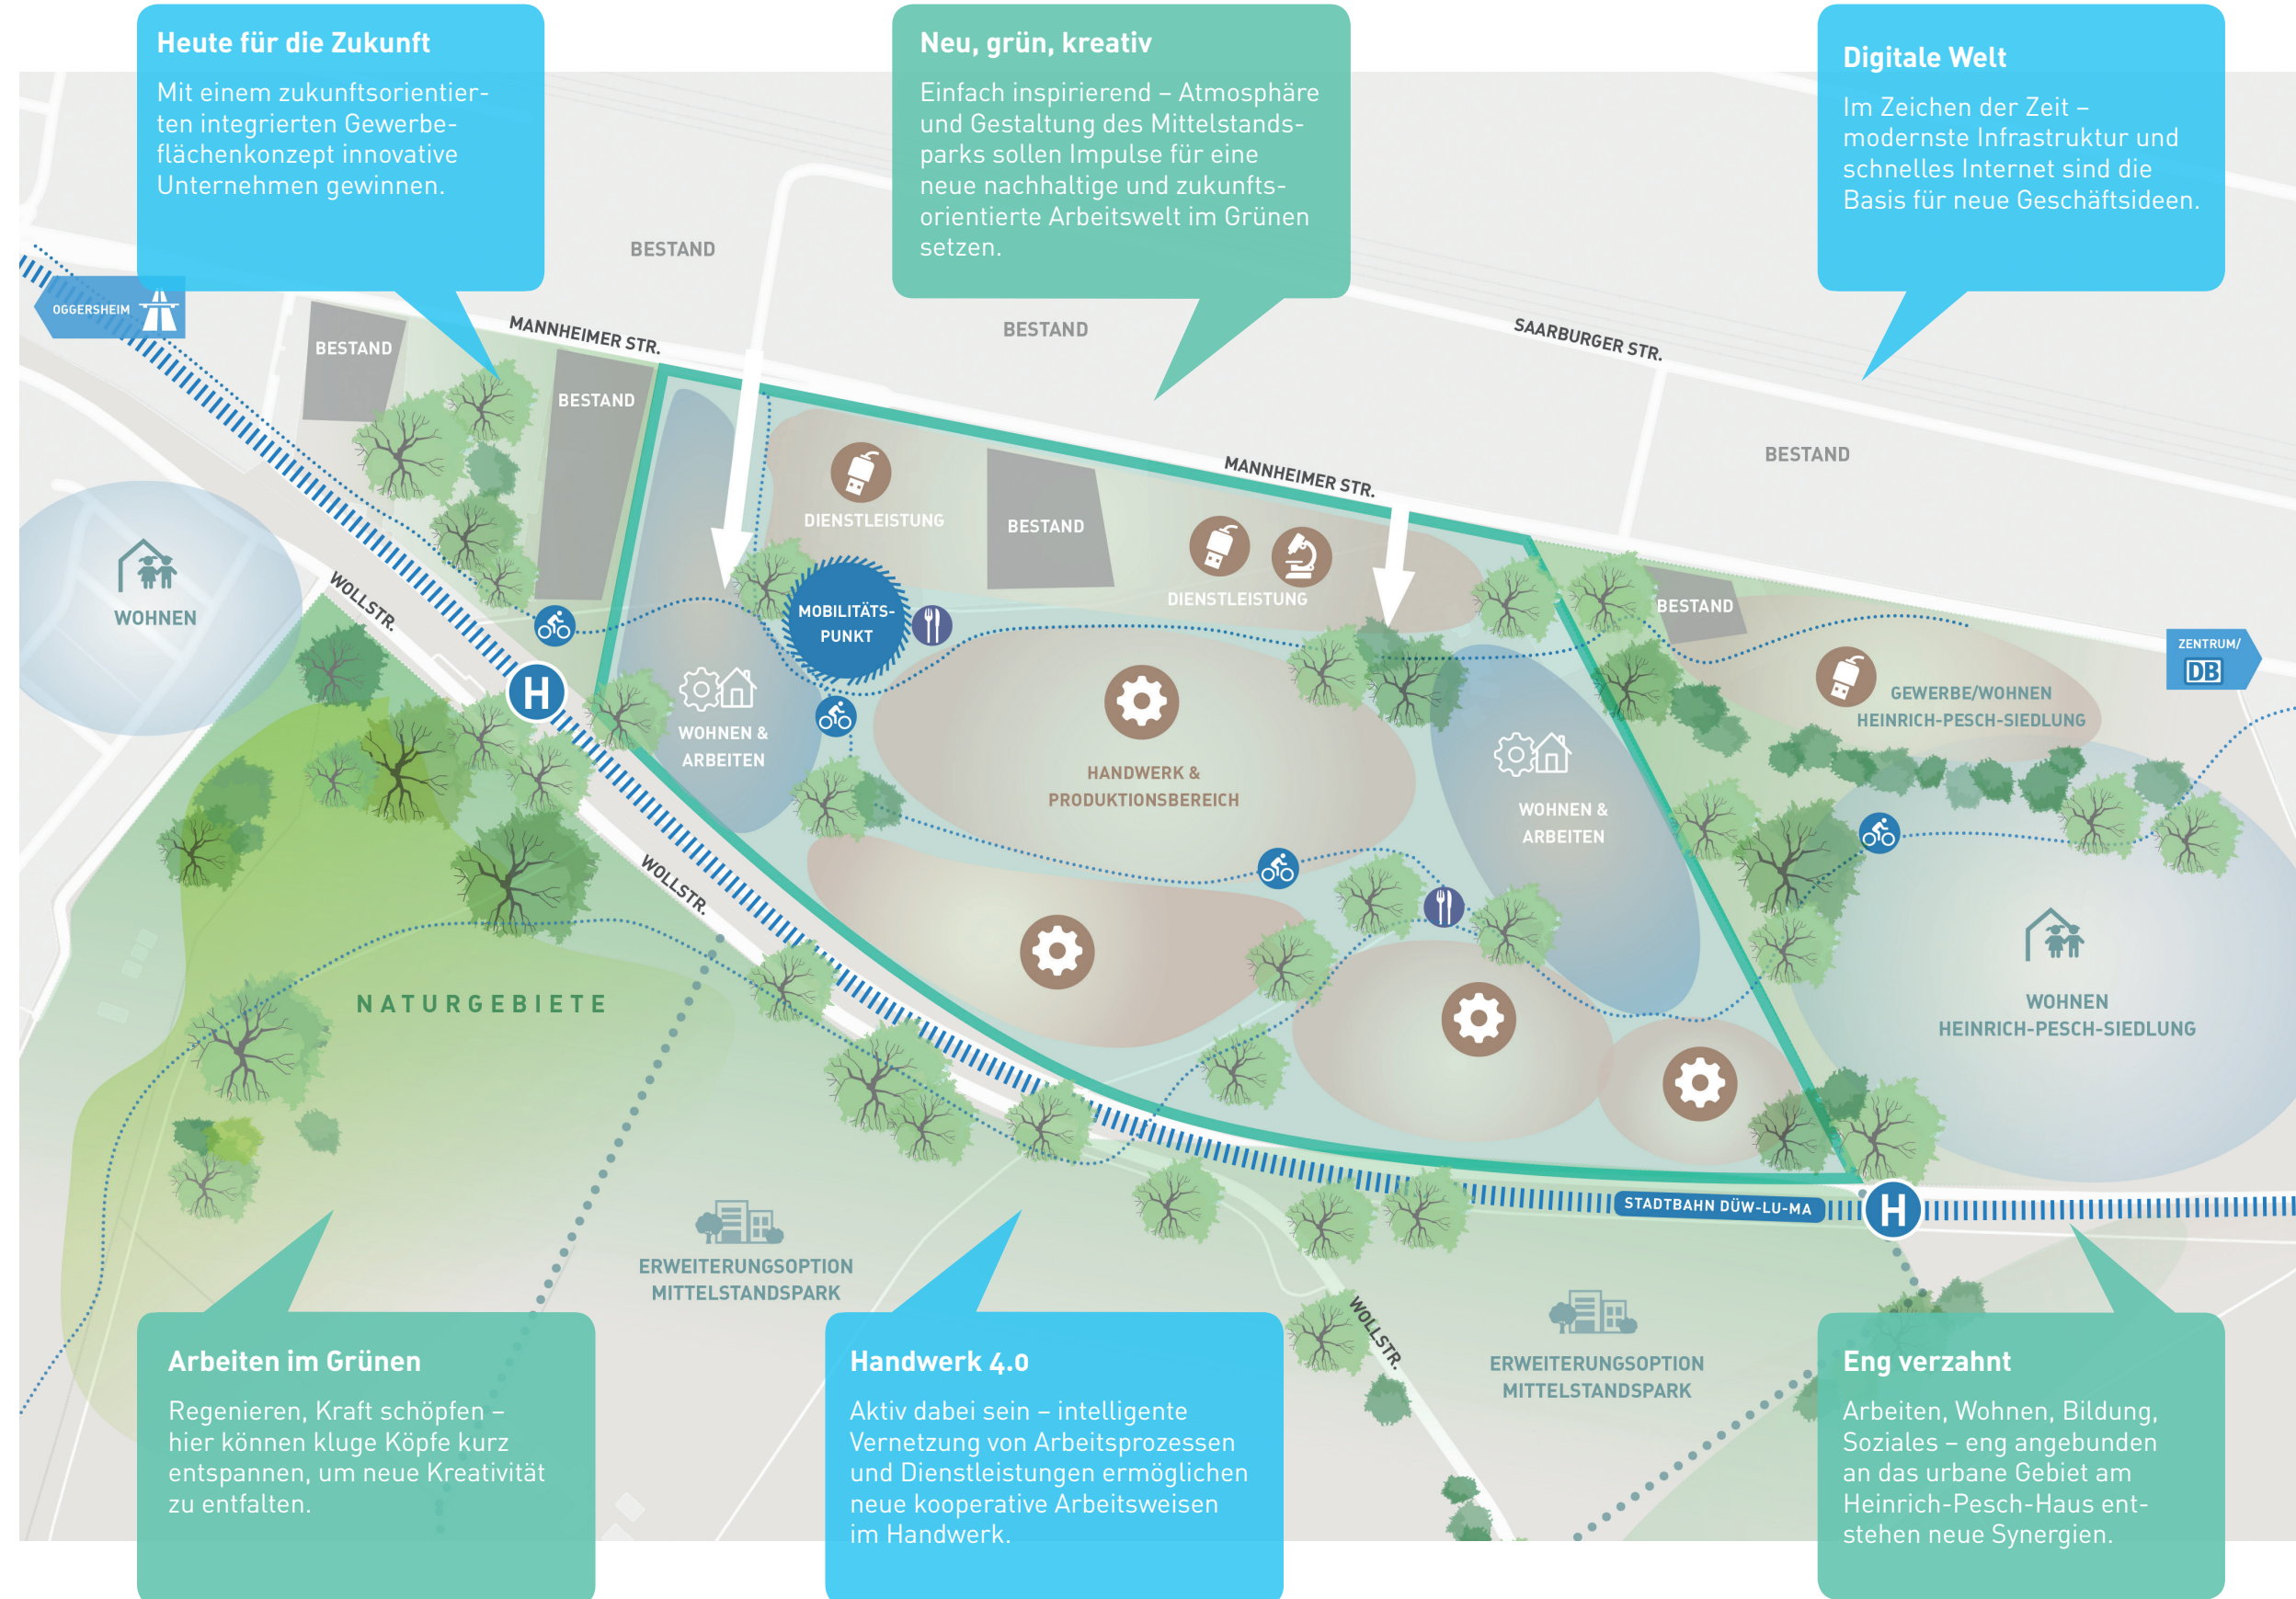 Heute für die Zukunft
Mit einem zukunftsorientier-
ten integrierten Gewerbe-
flächenkonzept innovative
Unternehmen gewinnen.
Neu, grün, kreativ
Einfach inspirierend – Atmosphäre
und Gestaltung des Mittelstands-
parks sollen Impulse für eine
neue nachhaltige und zukunfts-
orientierte Arbeitswelt im Grünen
setzen.
Digitale Welt
Im Zeichen der Zeit –
modernste Infrastruktur und
schnelles Internet sind die
Basis für neue Geschäftsideen.
BESTAND
OGGERSHEIM
BESTAND
MANNHEIMER STR.
BESTAND
SAARBURGER STR.
BESTAND
BESTAND
MANNHEIMER STR.
DIENSTLEISTUNG
BESTAND
DIENSTLEISTUNG
BESTAND
WOHNEN
WOLLSTR.
MOBILITÄTS-
PUNKT
H
WOHNEN &
ARBEITEN
HANDWERK &
PRODUKTIONSBEREICH
WOHNEN &
ARBEITEN
GEWERBE/WOHNEN
HEINRICH-PESCH-SIEDLUNG
ZENTRUM/
DB
WOLLSTR.
NATURGEBIETE
WOHNEN
HEINRICH-PESCH-SIEDLUNG
STADTBAHN DÜW-LU-MA
H
ERWEITERUNGSOPTION
MITTELSTANDSPARK
WOLLSTR.
ERWEITERUNGSOPTION
MITTELSTANDSPARK
BESTAND
Arbeiten im Grünen
Regenieren, Kraft schöpfen –
hier können kluge Köpfe kurz
entspannen, um neue Kreativität
zu entfalten.
Handwerk 4.0
Aktiv dabei sein – intelligente
Vernetzung von Arbeitsprozessen
und Dienstleistungen ermöglichen
neue kooperative Arbeitsweisen
im Handwerk.
Eng verzahnt
Arbeiten, Wohnen, Bildung,
Soziales – eng angebunden
an das urbane Gebiet am
Heinrich-Pesch-Haus ent-
stehen neue Synergien.